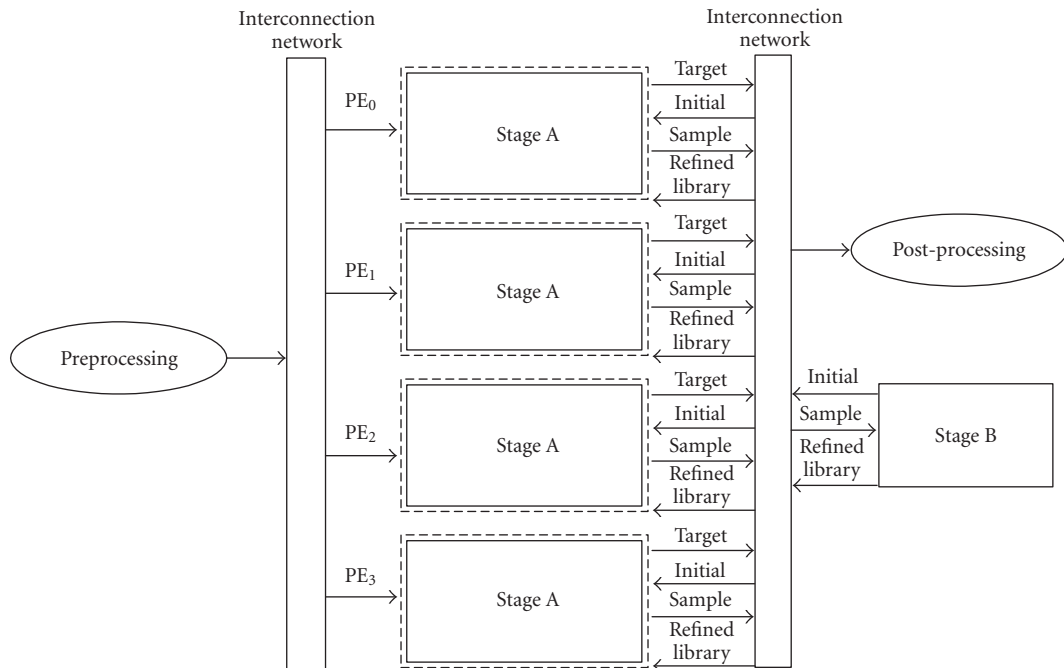 Interconnection
network
Interconnection
network
PE0
Stage A
Target
Initial
Sample
Refined
library
PE1
Stage A
Target
Initial
Sample
Refined
library
Post-processing
Preprocessing
PE2
Stage A
Target
Initial
Sample
Refined
library
Initial
Sample
Refined
library
Stage B
PE3
Stage A
Target
Initial
Sample
Refined
library